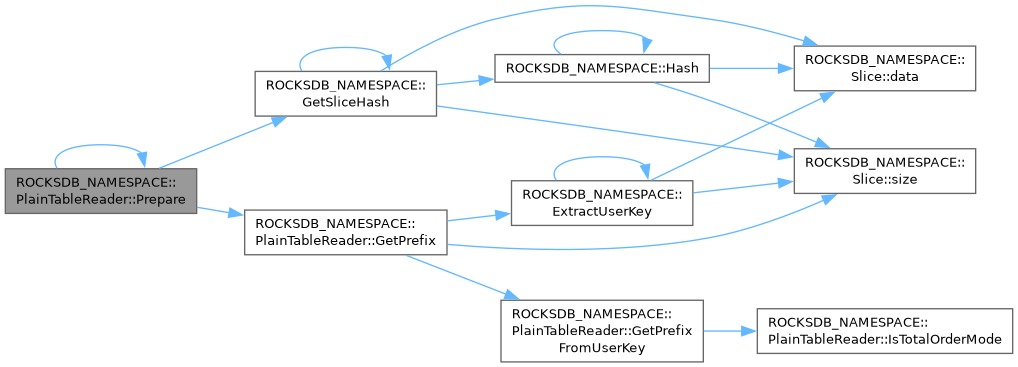 ROCKSDB_NAMESPACE::
PlainTableReader::Prepare
ROCKSDB_NAMESPACE::
GetSliceHash
ROCKSDB_NAMESPACE::Hash
ROCKSDB_NAMESPACE::
Slice::data
ROCKSDB_NAMESPACE::
Slice::size
ROCKSDB_NAMESPACE::
ExtractUserKey
ROCKSDB_NAMESPACE::
PlainTableReader::GetPrefix
ROCKSDB_NAMESPACE::
PlainTableReader::GetPrefix
FromUserKey
ROCKSDB_NAMESPACE::
PlainTableReader::IsTotalOrderMode